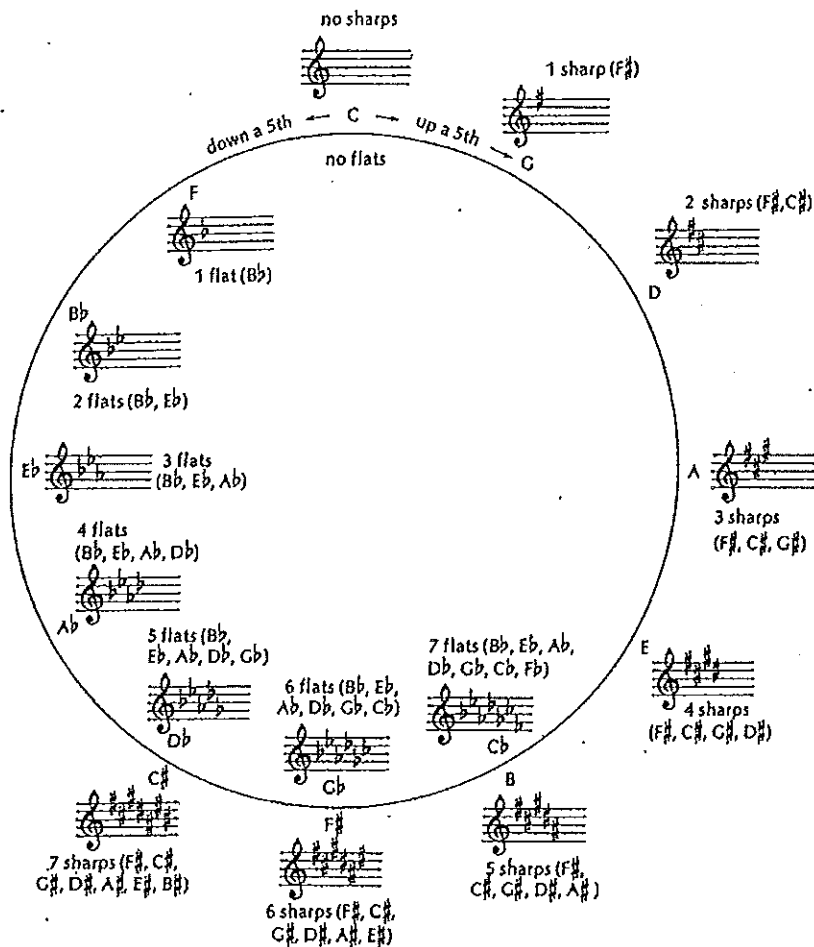 no sharps
1 sharp (F♯)
down a 5th ← C → up a 5th → G
no flats
2 sharps (F♯, C♯)
D
A
3 sharps
(F♯, C♯, G♯)
E
4 sharps
(F♯, C♯, G♯, D♯)
B
5 sharps (F♯,
C♯, G♯, D♯, A♯)
F♯
6 sharps (F♯, C♯,
G♯, D♯, A♯, E♯)
C♯
7 sharps (F♯, C♯,
G♯, D♯, A♯, E♯, B♯)
F
1 flat (B♭)
B♭
2 flats (B♭, E♭)
E♭
3 flats
(B♭, E♭, A♭)
4 flats
(B♭, E♭, A♭, D♭)
A♭
5 flats (B♭,
E♭, A♭, D♭, G♭)
D♭
6 flats (B♭, E♭,
A♭, D♭, G♭, C♭)
G♭
7 flats (B♭, E♭, A♭,
D♭, G♭, C♭, F♭)
C♭